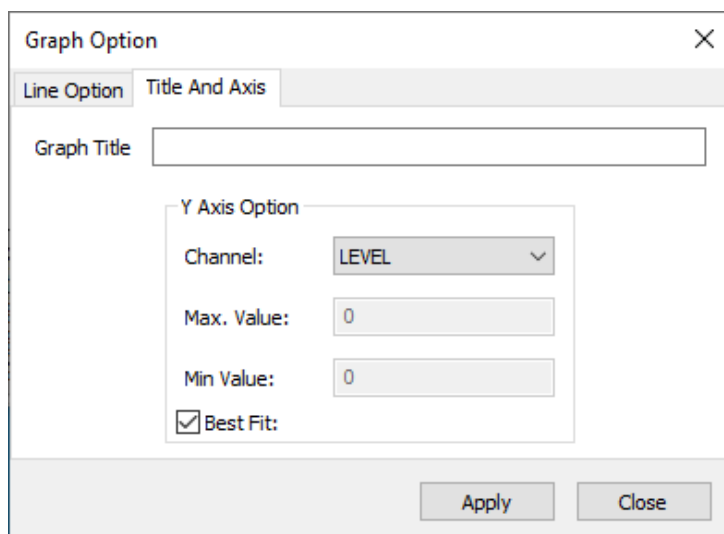 Graph Option
Line Option Title And Axis
Graph Title
Y Axis Option
Channel: LEVEL
Max. Value: 0
Min Value: 0
Best Fit:
Apply Close